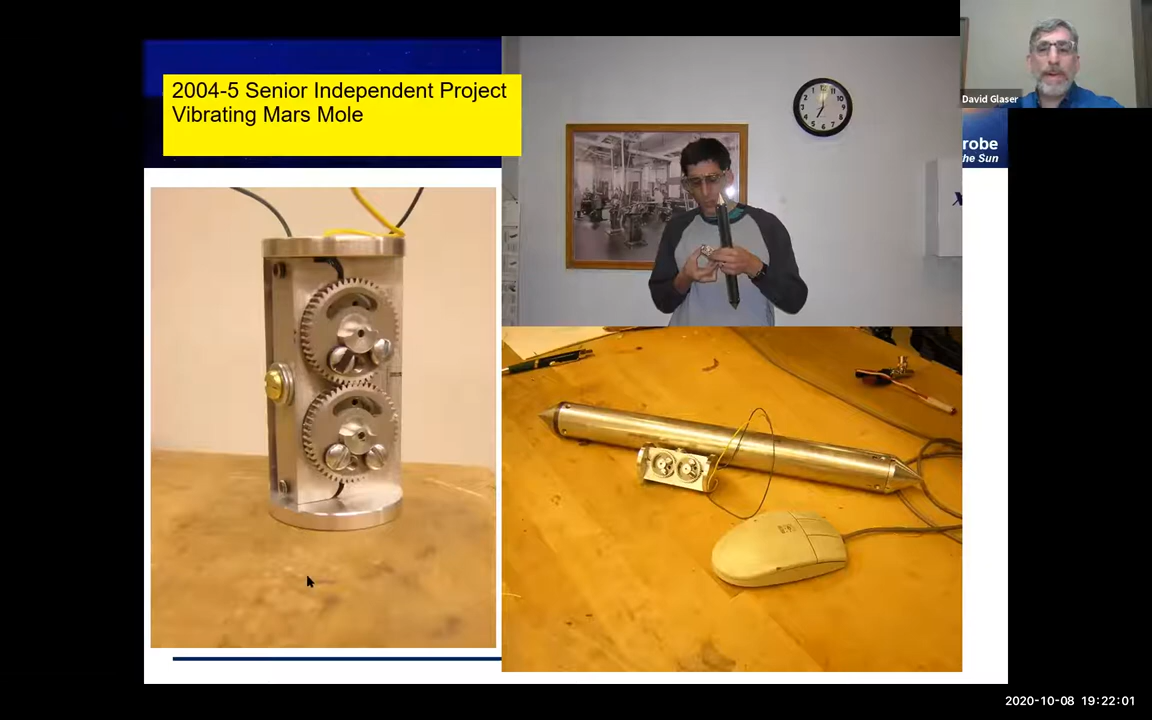 2004-5 Senior Independent Project
Vibrating Mars Mole
David Glaser
robe
he Sun
X
2020-10-08 19:22:01